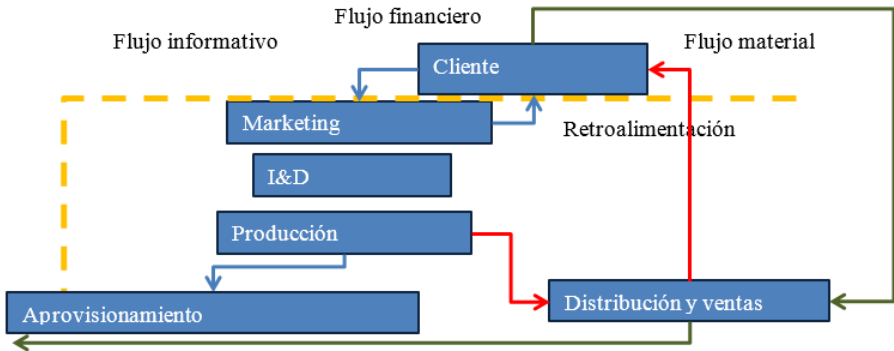 Flujo financiero
Flujo informativo
Flujo material
Cliente
Marketing
Retroalimentación
I&D
Producción
Aprovisionamiento
Distribución y ventas